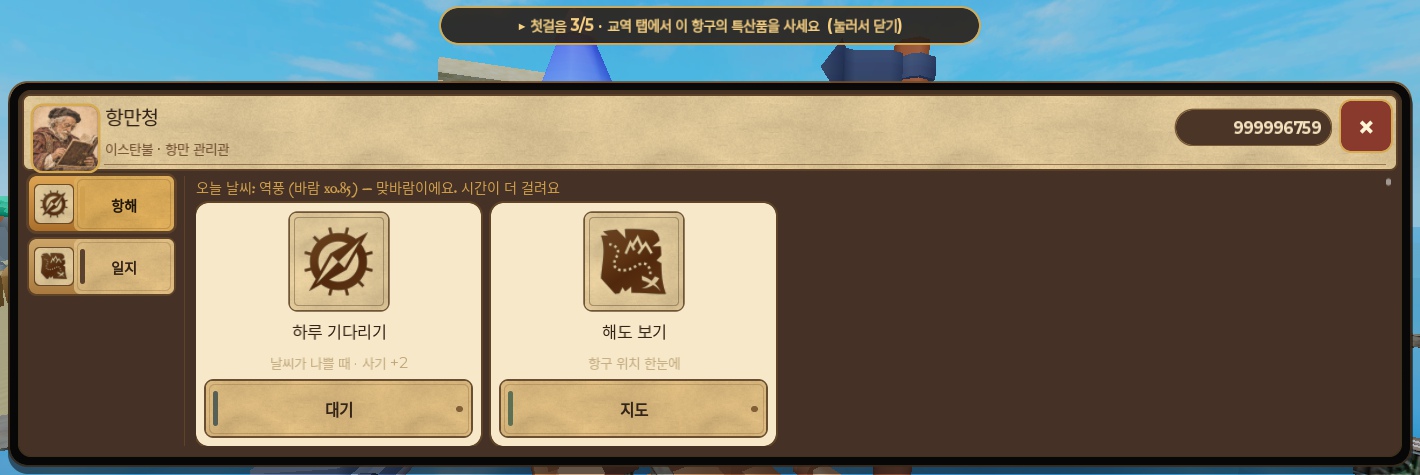 ▸ 첫걸음 3/5 · 교역 탭에서 이 항구의 특산품을 사세요 (눌러서 닫기)
항만청
이스탄불 · 항만 관리관
999996759
×
항해
일지
오늘 날씨: 역풍 (바람 x0.85) — 맞바람이에요. 시간이 더 걸려요
하루 기다리기
날씨가 나쁠 때 · 사기 +2
대기
해도 보기
항구 위치 한눈에
지도